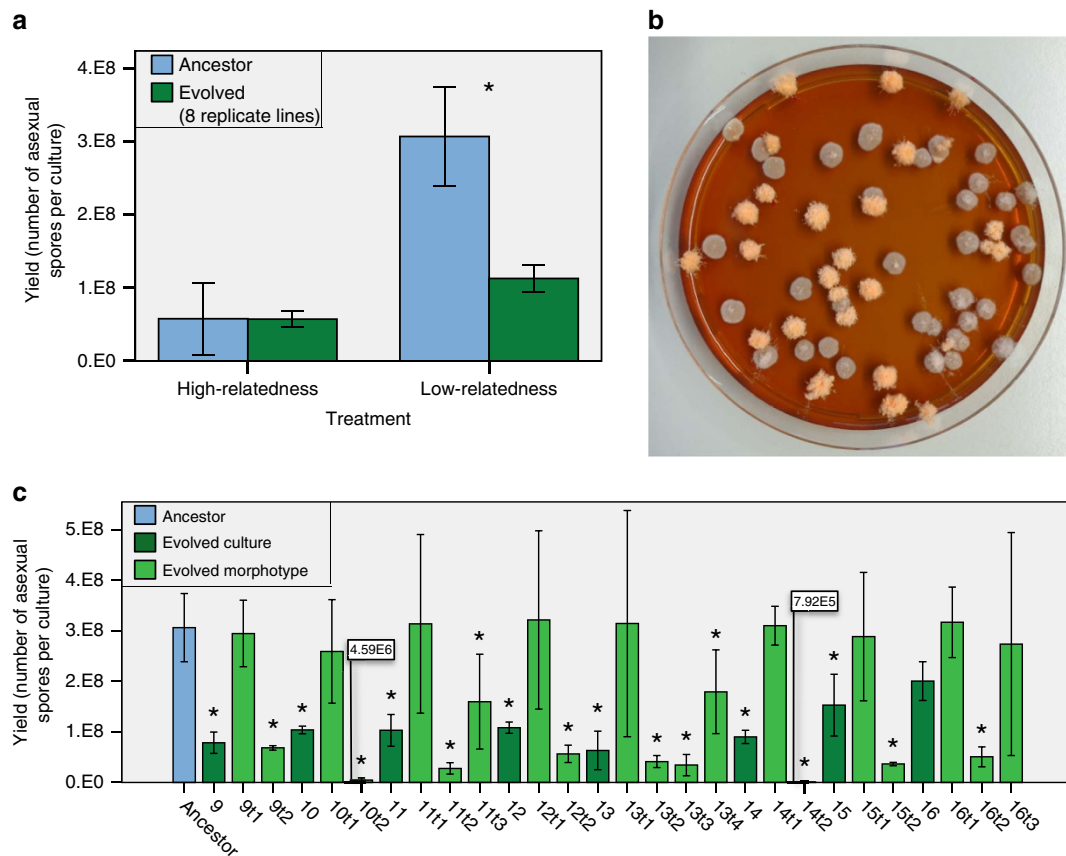 a
4.E8
3.E8
2.E8
1.E8
0.E0
Yield (number of asexual
spores per culture)
Ancestor
Evolved
(8 replicate lines)
*
High-relatedness
Low-relatedness
Treatment
b
c
5.E8
4.E8
3.E8
2.E8
1.E8
0.E0
Yield (number of asexual
spores per culture)
Ancestor
Evolved culture
Evolved morphotype
4.59E6
7.92E5
* * * * * * * * * * * * * * * * *
Ancestor 9 9t1 9t2 10 10t1 10t2 11 11t1 11t2 11t3 12 12t1 12t2 13 13t1 13t2 13t3 13t4 14 14t1 14t2 15 15t1 15t2 16 16t1 16t2 16t3